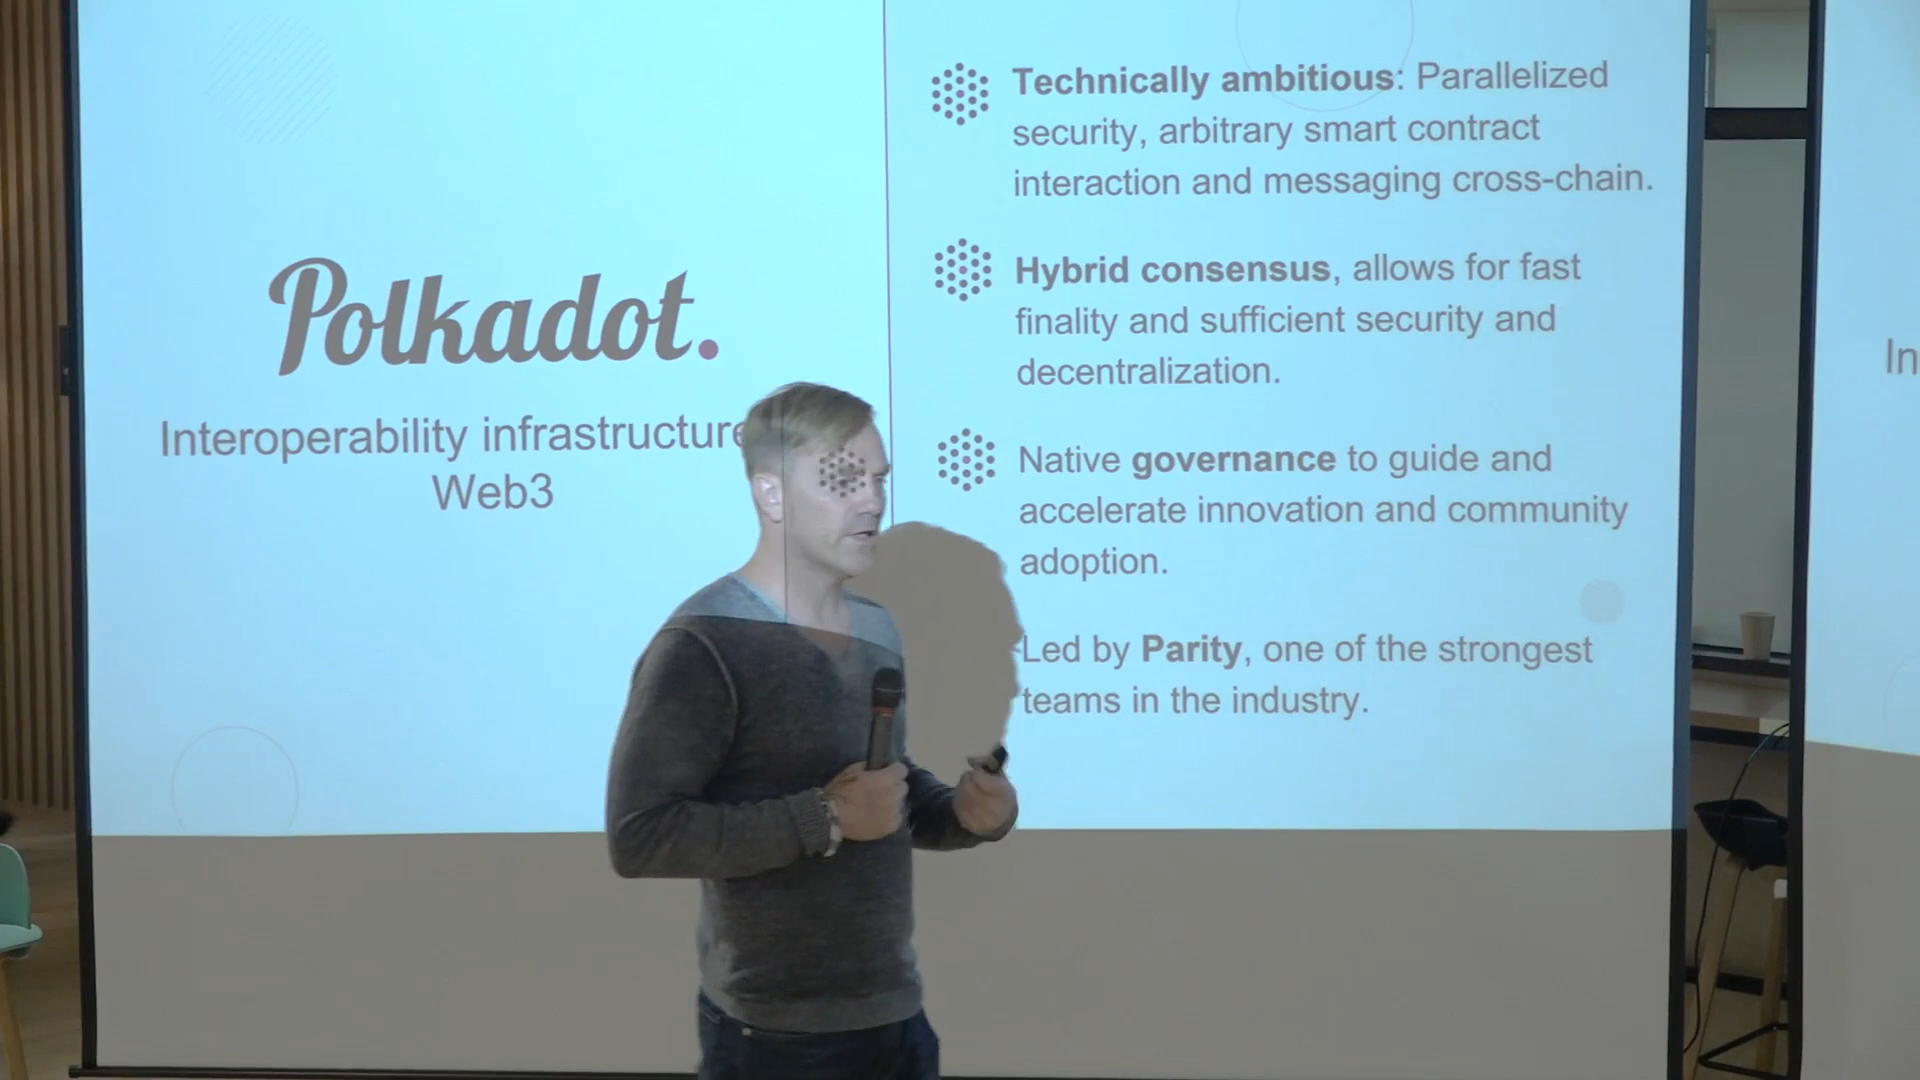 Polkadot.
Interoperability infrastructure
Web3
Technically ambitious: Parallelized
security, arbitrary smart contract
interaction and messaging cross-chain.
Hybrid consensus, allows for fast
finality and sufficient security and
decentralization.
Native governance to guide and
accelerate innovation and community
adoption.
Led by Parity, one of the strongest
teams in the industry.
In